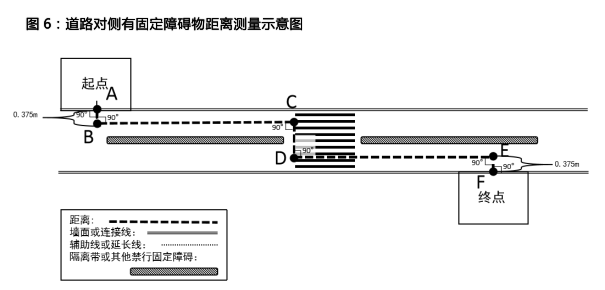 图 6：道路对侧有固定障碍物距离测量示意图
起点
A
0.375m
90°
90°
B
C
90°
D
90°
E
90°
90°
0.375m
F
终点
距离：
墙面或连接线：
辅助线或延长线：
隔离带或其他禁行固定障碍：